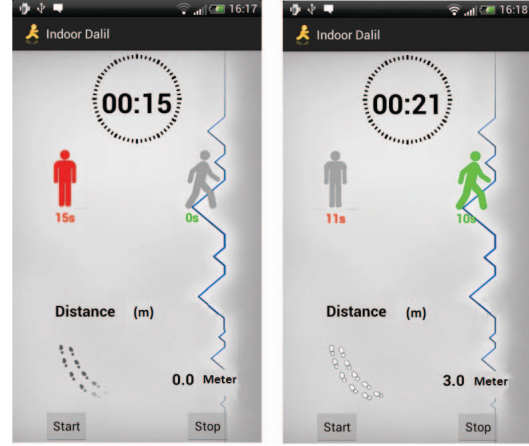 16:17
Indoor Dalil
00:15
15s
0s
Distance (m)
0.0 Meter
Start
Stop
16:18
Indoor Dalil
00:21
11s
10s
Distance (m)
3.0 Meter
Start
Stop